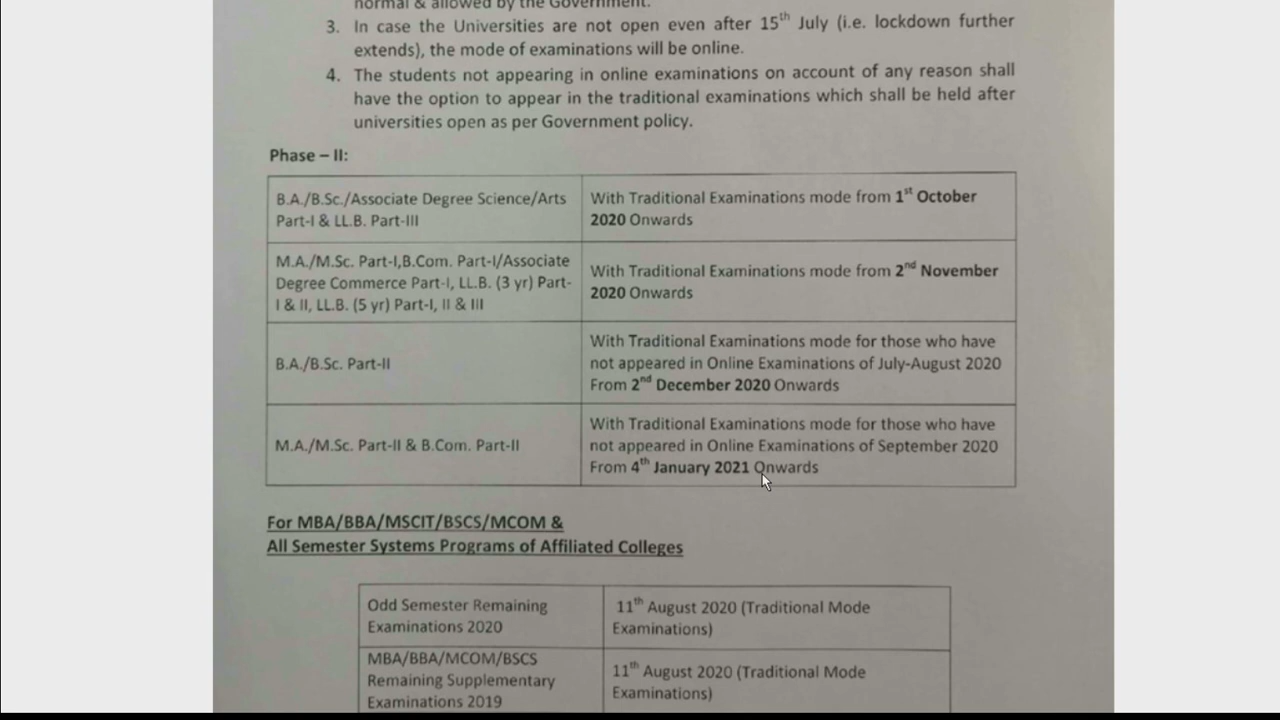 normal & allowed by the Government.
3. In case the Universities are not open even after 15th July (i.e. lockdown further
extends), the mode of examinations will be online.
4. The students not appearing in online examinations on account of any reason shall
have the option to appear in the traditional examinations which shall be held after
universities open as per Government policy.
Phase – II:
B.A./B.Sc./Associate Degree Science/Arts
Part-I & LL.B. Part-III
With Traditional Examinations mode from 1st October
2020 Onwards
M.A./M.Sc. Part-I,B.Com. Part-I/Associate
Degree Commerce Part-I, LL.B. (3 yr) Part-
I & II, LL.B. (5 yr) Part-I, II & III
With Traditional Examinations mode from 2nd November
2020 Onwards
B.A./B.Sc. Part-II
With Traditional Examinations mode for those who have
not appeared in Online Examinations of July-August 2020
From 2nd December 2020 Onwards
M.A./M.Sc. Part-II & B.Com. Part-II
With Traditional Examinations mode for those who have
not appeared in Online Examinations of September 2020
From 4th January 2021 Onwards
For MBA/BBA/MSCIT/BSCS/MCOM &
All Semester Systems Programs of Affiliated Colleges
Odd Semester Remaining
Examinations 2020
11th August 2020 (Traditional Mode
Examinations)
MBA/BBA/MCOM/BSCS
Remaining Supplementary
Examinations 2019
11th August 2020 (Traditional Mode
Examinations)